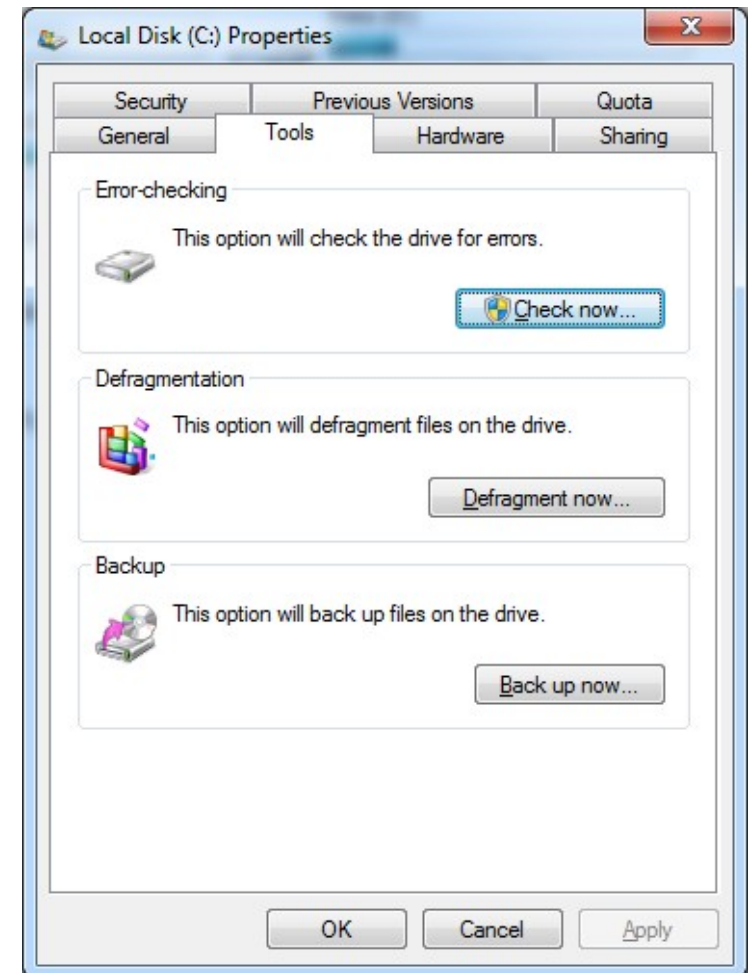 Local Disk (C:) Properties
Security Previous Versions Quota
General Tools Hardware Sharing
Error-checking
This option will check the drive for errors.
Check now...
Defragmentation
This option will defragment files on the drive.
Defragment now...
Backup
This option will back up files on the drive.
Back up now...
OK Cancel Apply